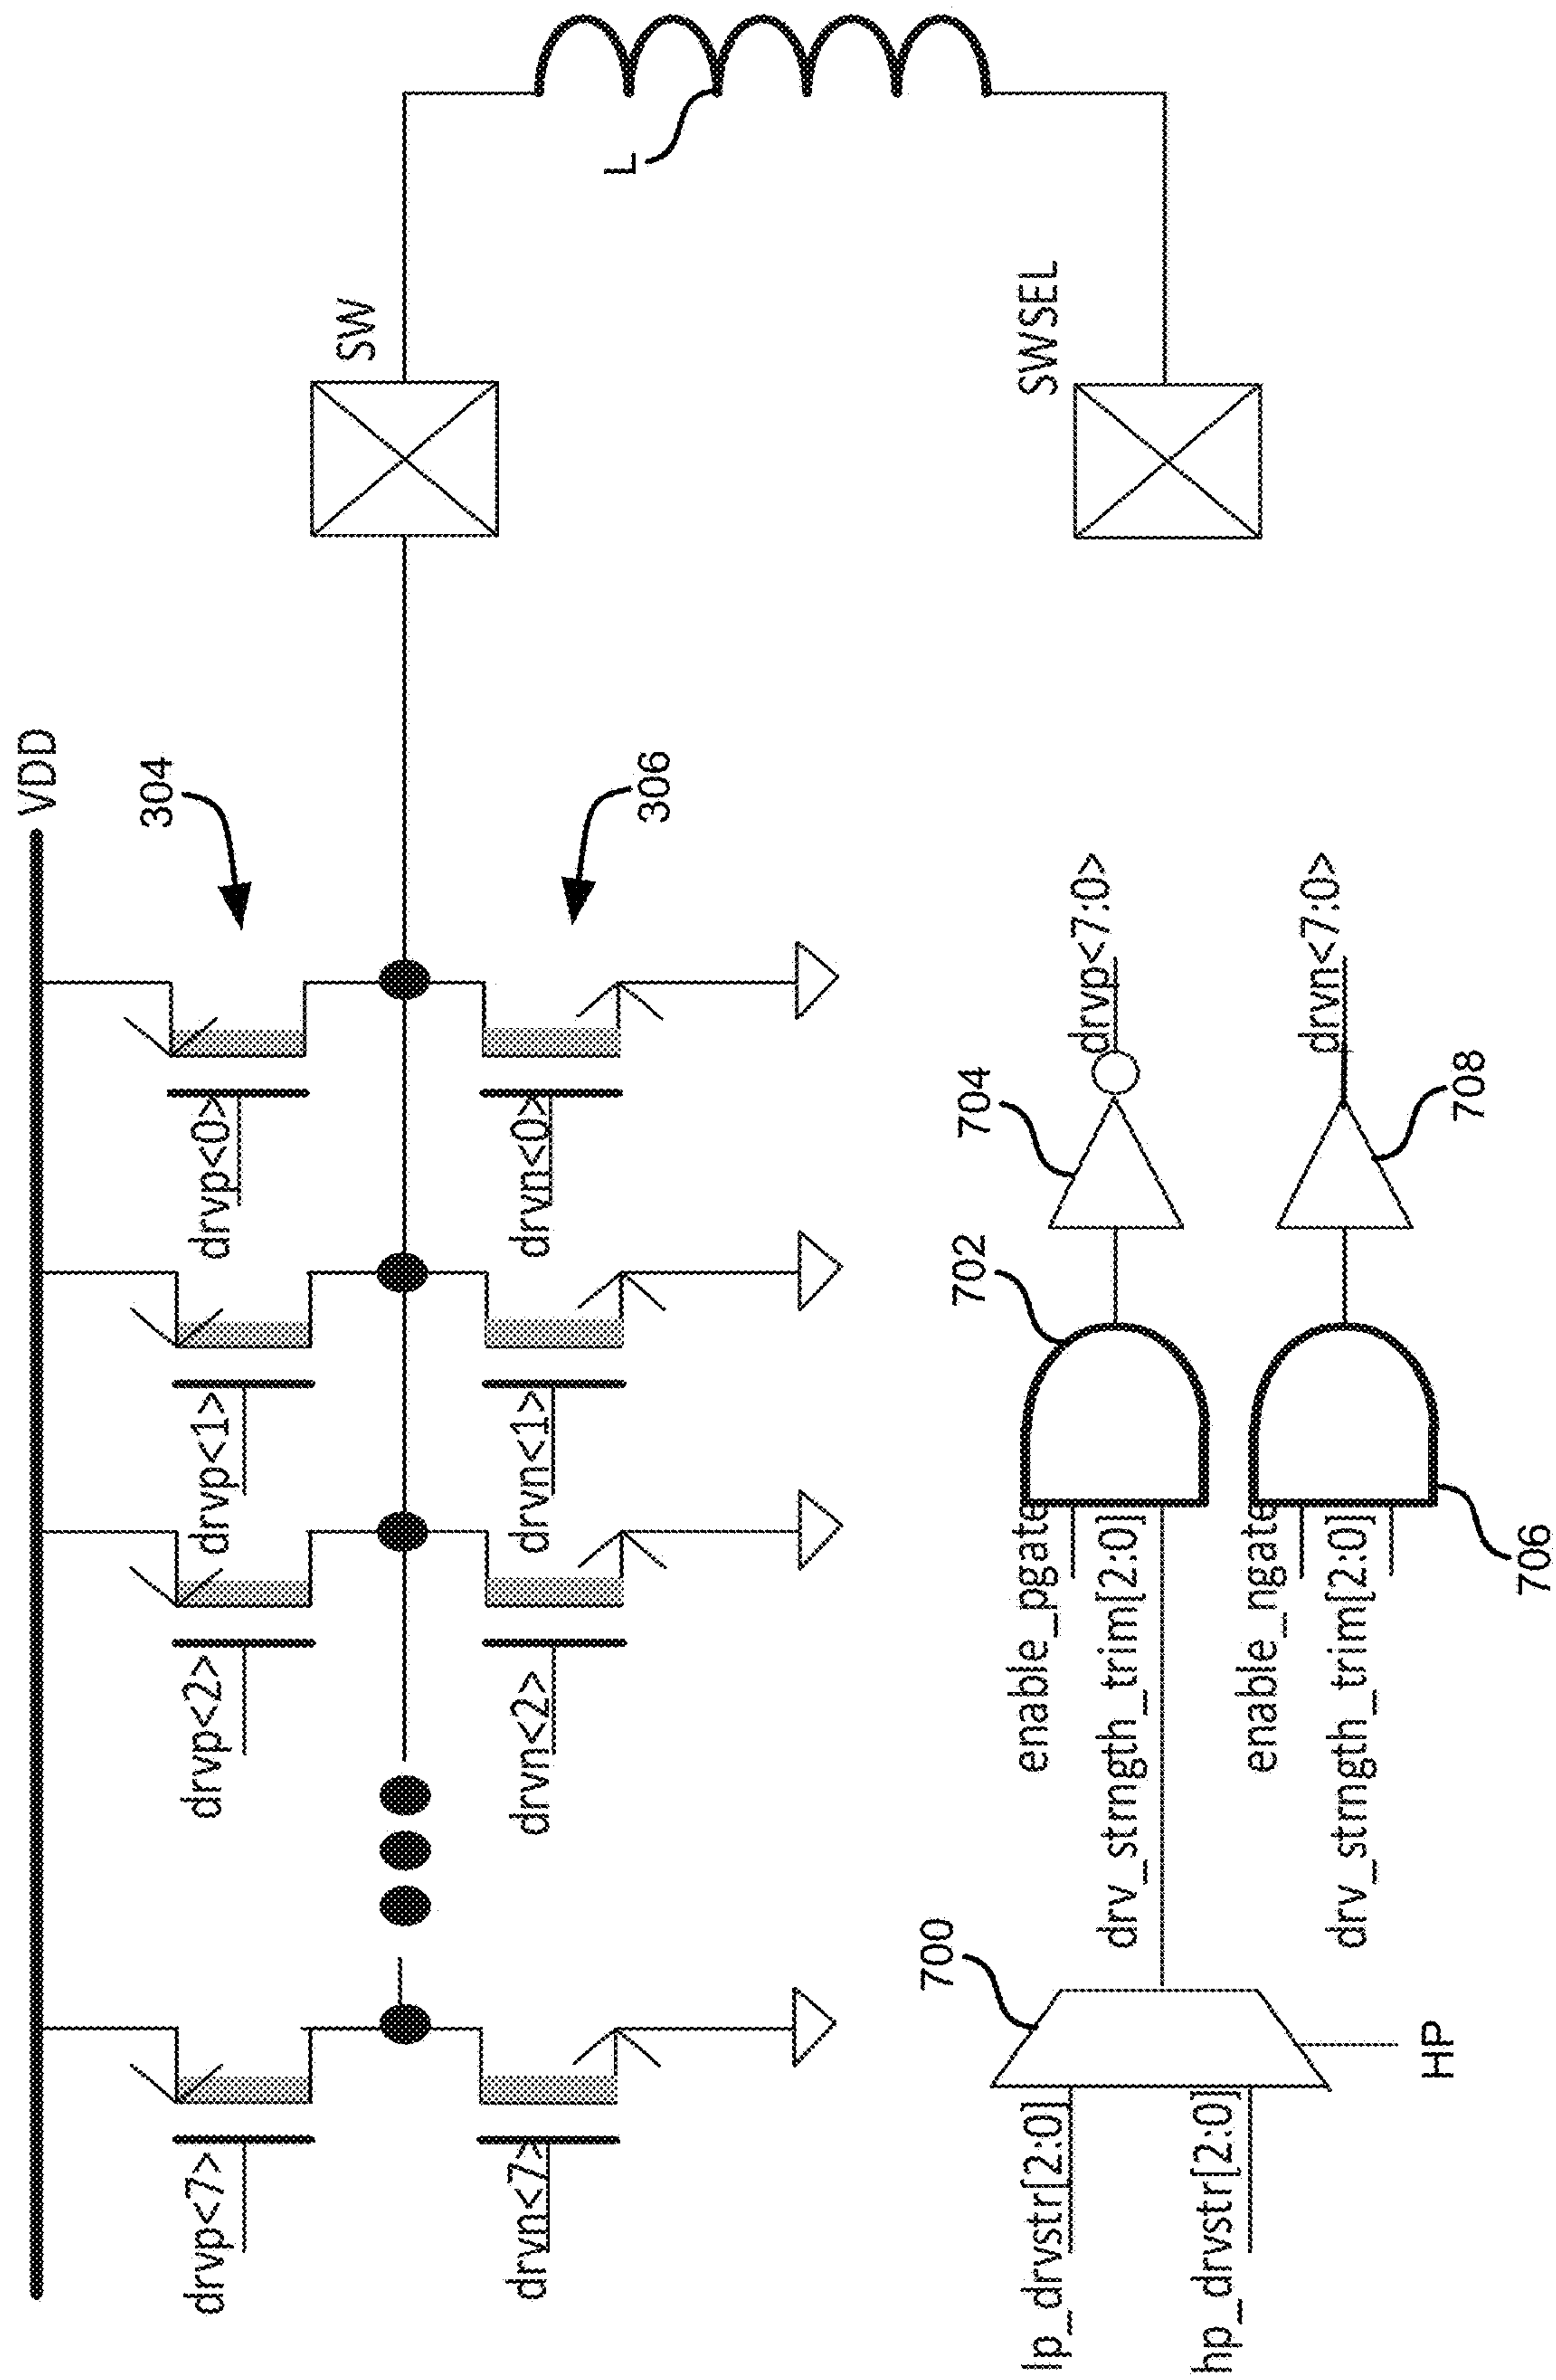 VDD
304
306
SW
L
SWSEL
drvp<7>
drvp<2>
drvp<1>
drvp<0>
drvn<7>
drvn<2>
drvn<1>
drvn<0>
lp_drvstr[2:0]
hp_drvstr[2:0]
HP
700
enable_pgate
drv_strngth_trim[2:0]
702
704
drvp<7:0>
enable_ngate
drv_strngth_trim[2:0]
706
708
drvn<7:0>